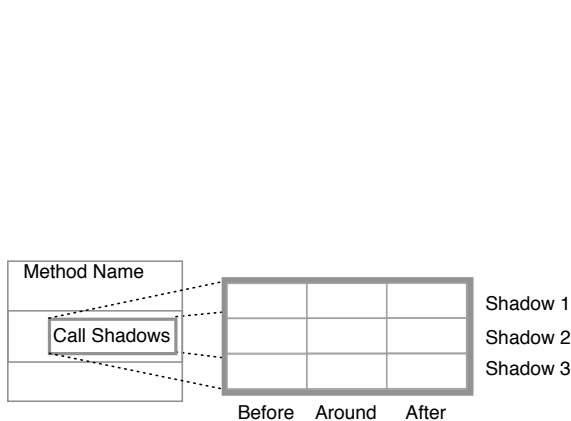 Method Name
Call Shadows
Shadow 1
Shadow 2
Shadow 3
Before Around After